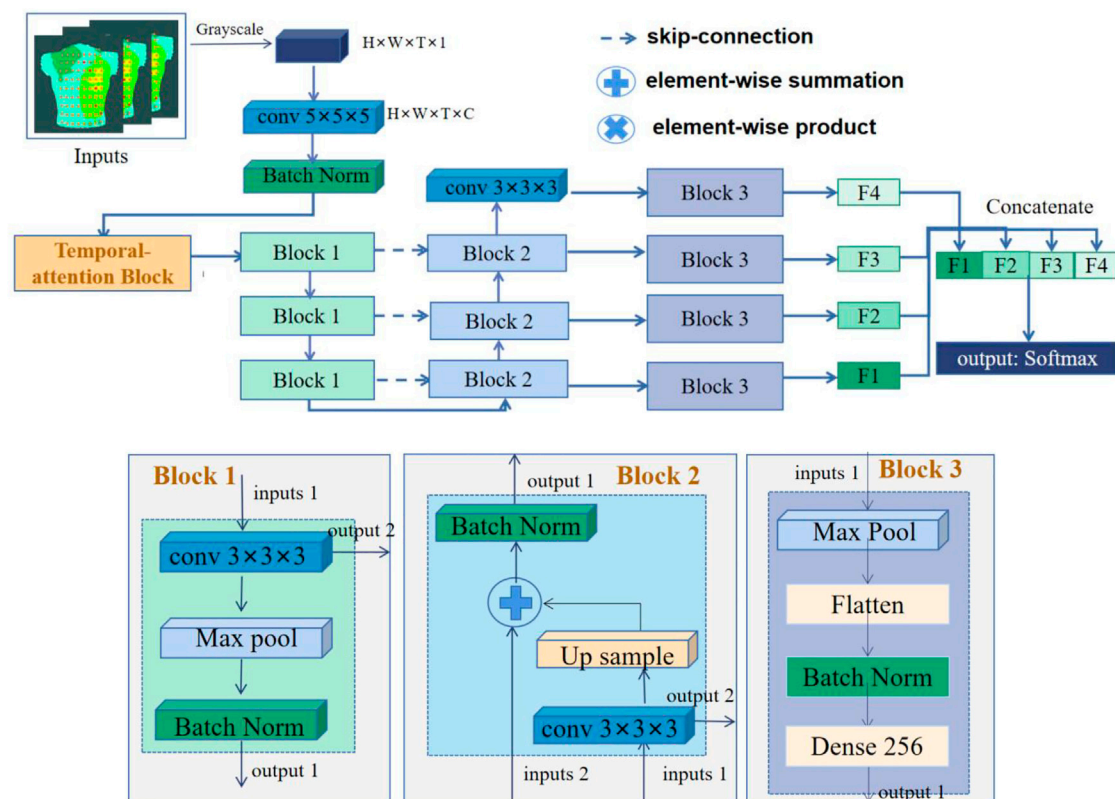 Grayscale
H×W×T×1
skip-connection
element-wise summation
element-wise product
conv 5×5×5
H×W×T×C
Inputs
Batch Norm
conv 3×3×3
Block 3
F4
Concatenate
Temporal-
attention Block
Block 1
Block 2
Block 3
F3
F1 F2 F3 F4
Block 1
Block 2
Block 3
F2
output: Softmax
Block 1
Block 2
Block 3
F1
Block 1
inputs 1
output 2
conv 3×3×3
Max pool
Batch Norm
output 1
output 1
Block 2
Batch Norm
Up sample
output 2
conv 3×3×3
inputs 2
inputs 1
inputs 1
Block 3
Max Pool
Flatten
Batch Norm
Dense 256
output 1